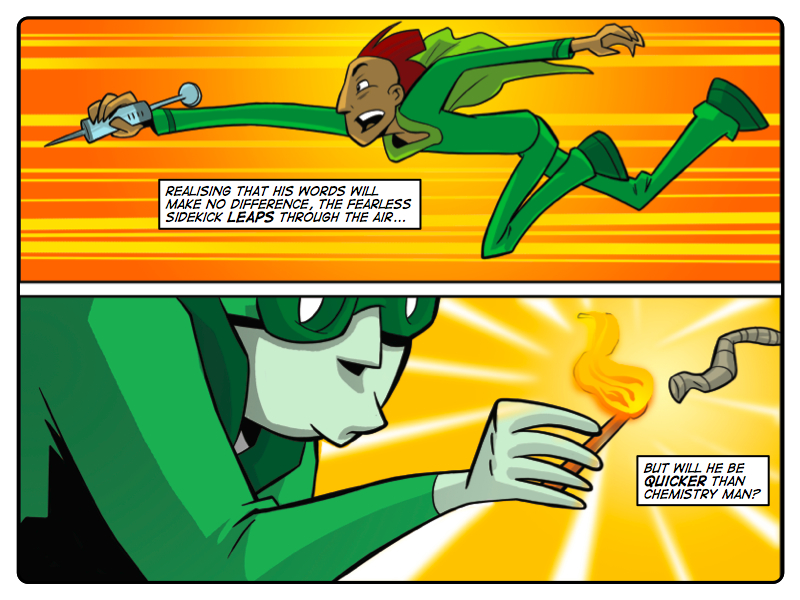 REALISING THAT HIS WORDS WILL
MAKE NO DIFFERENCE, THE FEARLESS
SIDEKICK LEAPS THROUGH THE AIR...
BUT WILL HE BE
QUICKER THAN
CHEMISTRY MAN?